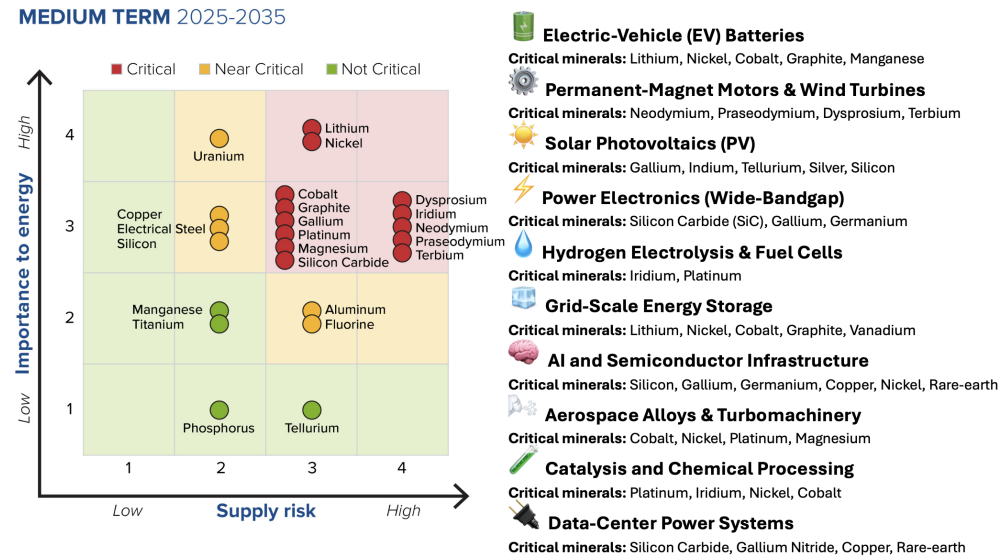 MEDIUM TERM 2025-2035
Critical
Near Critical
Not Critical
Importance to energy
High
Low
4
3
2
1
Uranium
Lithium
Nickel
Copper
Electrical Steel
Silicon
Cobalt
Graphite
Gallium
Platinum
Magnesium
Silicon Carbide
Dysprosium
Iridium
Neodymium
Praseodymium
Terbium
Manganese
Titanium
Aluminum
Fluorine
Phosphorus
Tellurium
1
2
3
4
Low
Supply risk
High
Electric-Vehicle (EV) Batteries
Critical minerals: Lithium, Nickel, Cobalt, Graphite, Manganese
Permanent-Magnet Motors & Wind Turbines
Critical minerals: Neodymium, Praseodymium, Dysprosium, Terbium
Solar Photovoltaics (PV)
Critical minerals: Gallium, Indium, Tellurium, Silver, Silicon
Power Electronics (Wide-Bandgap)
Critical minerals: Silicon Carbide (SiC), Gallium, Germanium
Hydrogen Electrolysis & Fuel Cells
Critical minerals: Iridium, Platinum
Grid-Scale Energy Storage
Critical minerals: Lithium, Nickel, Cobalt, Graphite, Vanadium
AI and Semiconductor Infrastructure
Critical minerals: Silicon, Gallium, Germanium, Copper, Nickel, Rare-earth
Aerospace Alloys & Turbomachinery
Critical minerals: Cobalt, Nickel, Platinum, Magnesium
Catalysis and Chemical Processing
Critical minerals: Platinum, Iridium, Nickel, Cobalt
Data-Center Power Systems
Critical minerals: Silicon Carbide, Gallium Nitride, Copper, Rare-earth